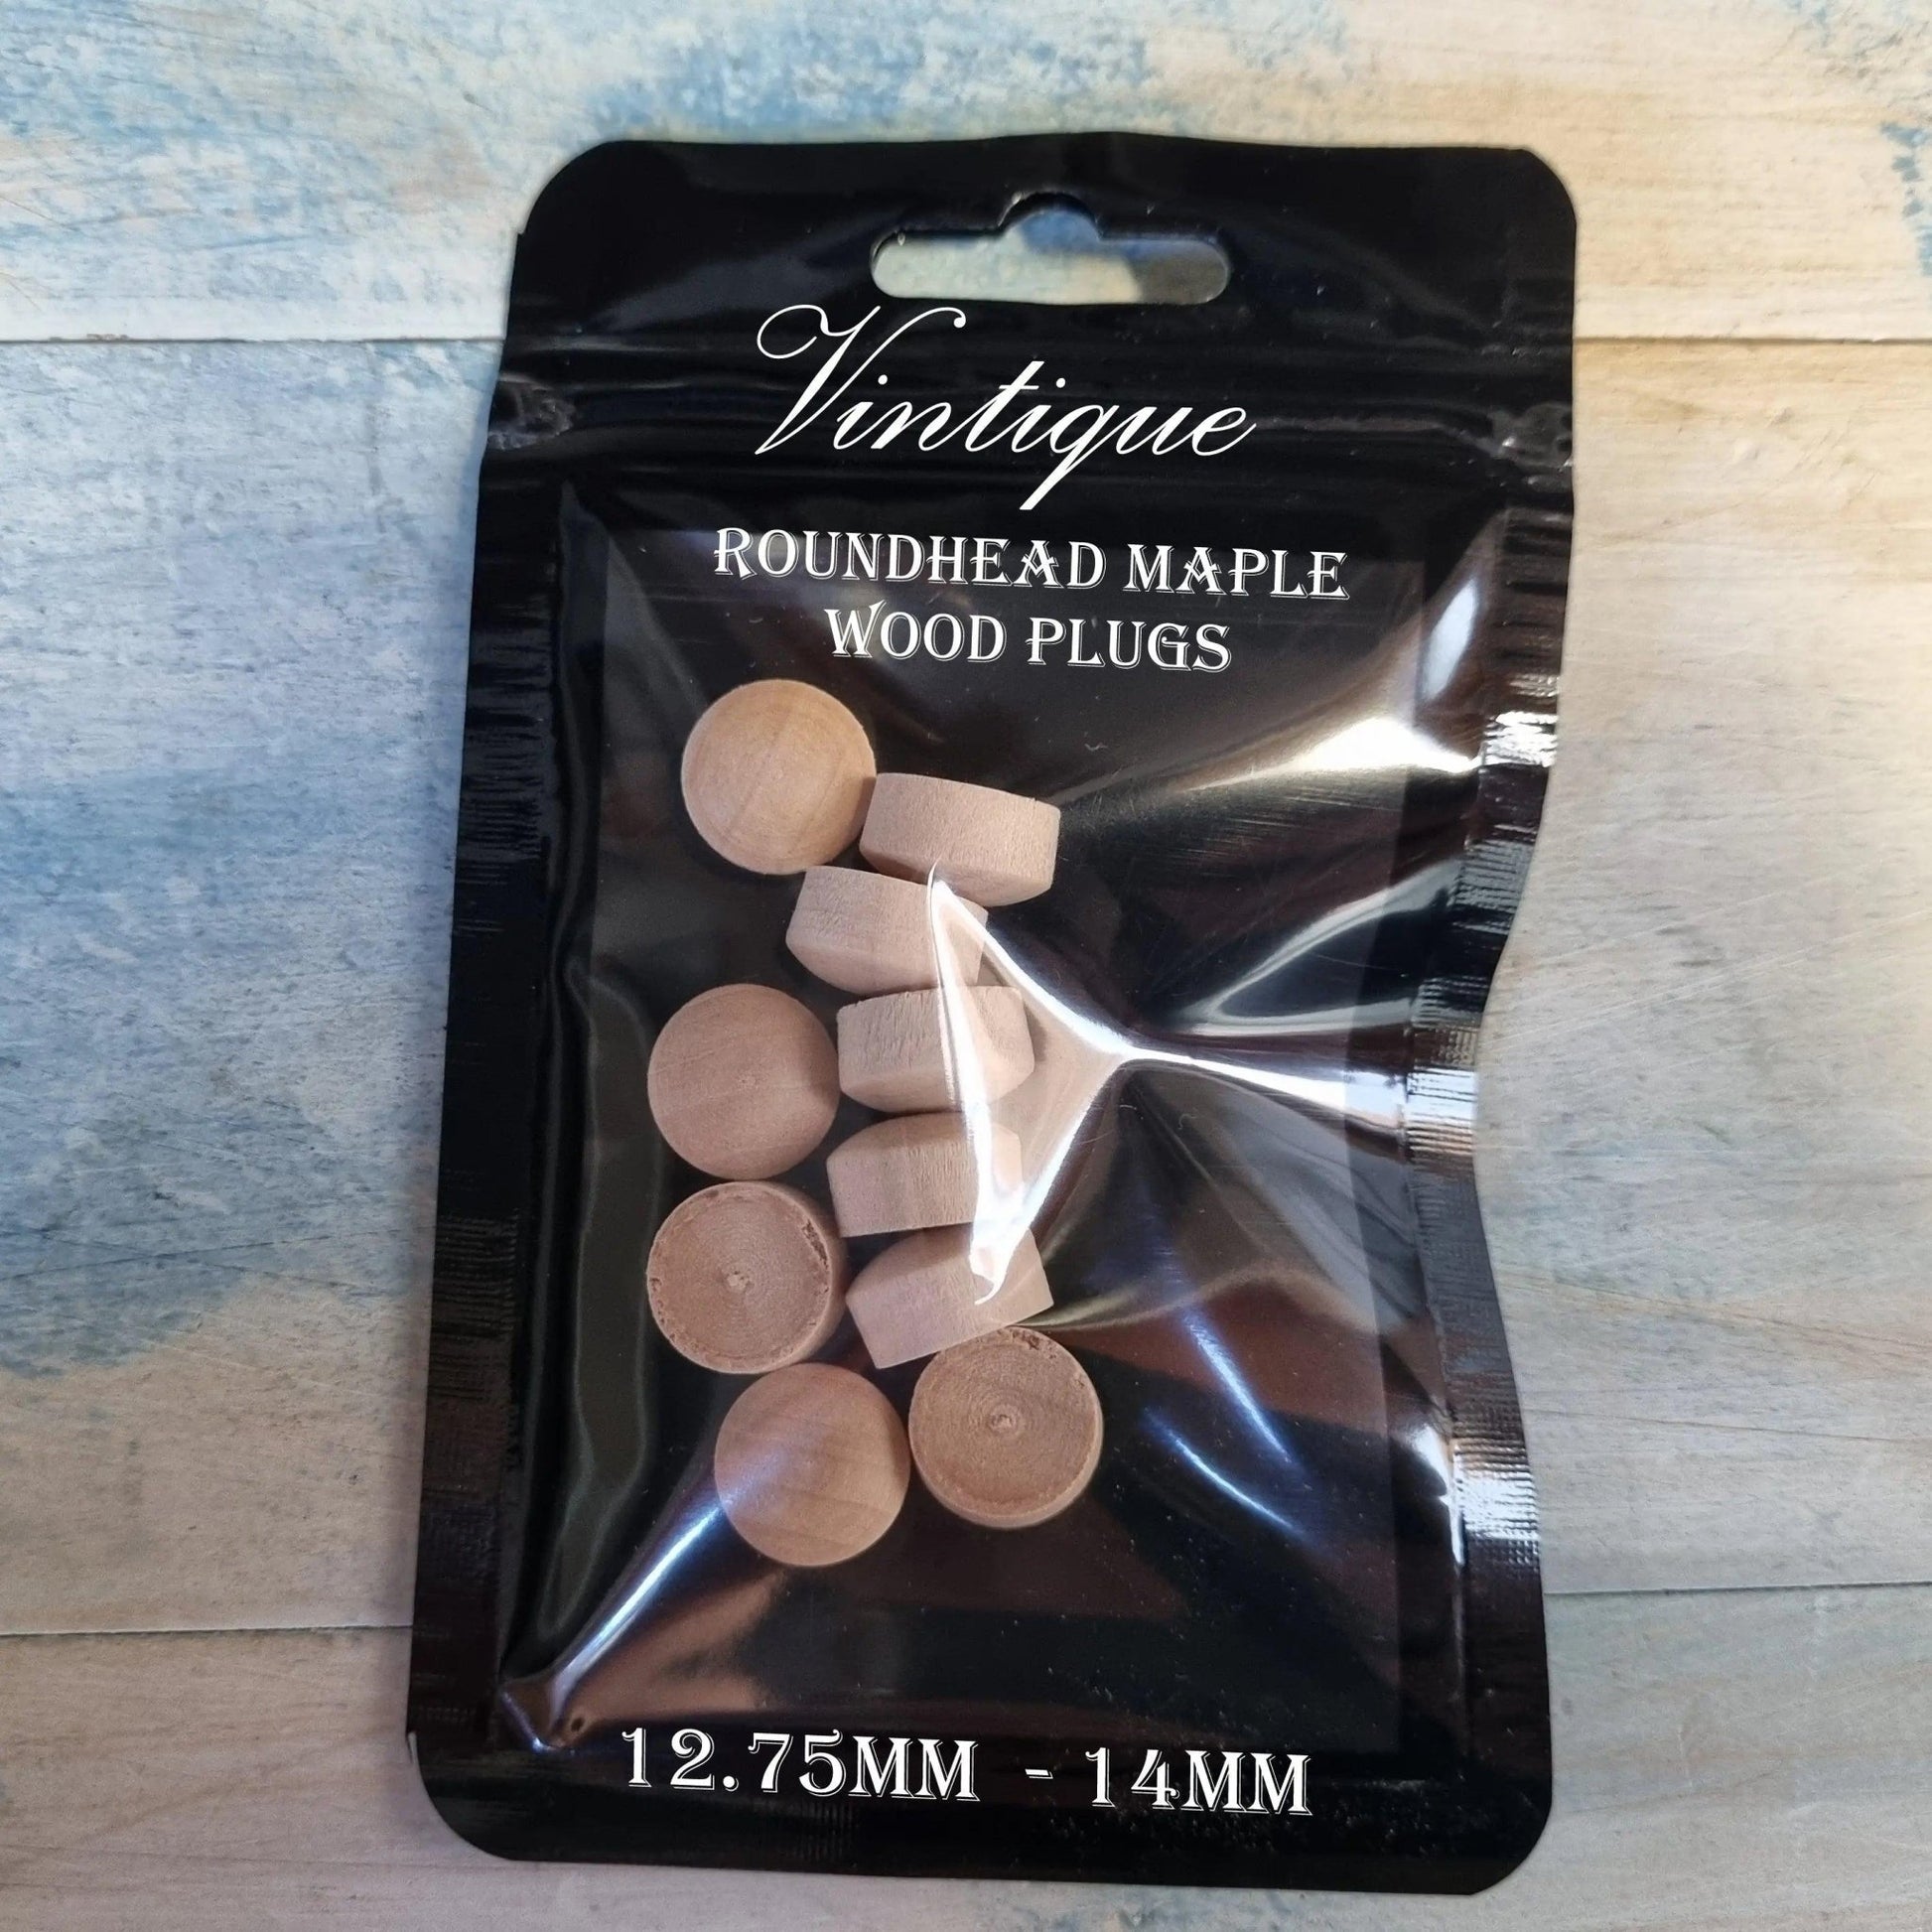 Vintique
ROUNDHEAD MAPLE
WOOD PLUGS
12.75MM - 14MM